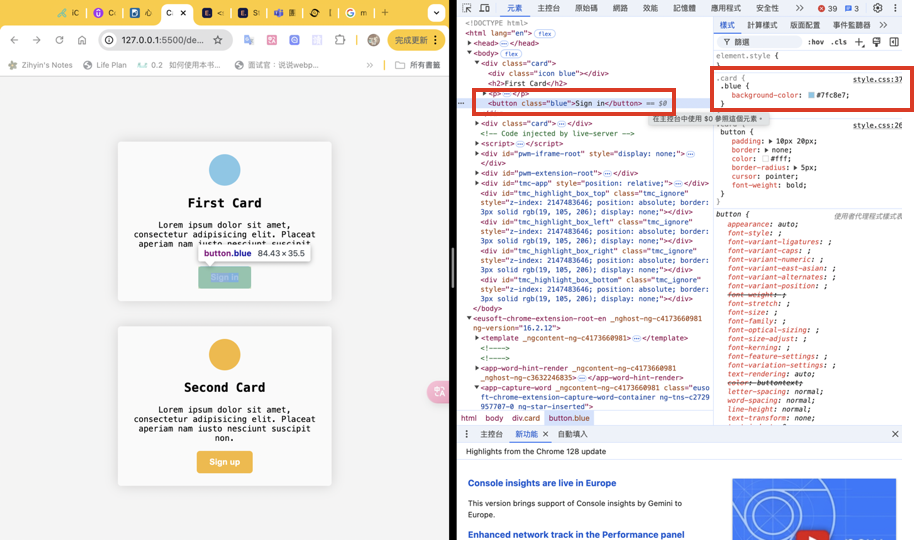 iC
C
心
C
<
E
S
匯
[
m
127.0.0.1:5500/de...
完成更新
Zihyin's Notes
Life Plan
0.2 如何使用本书...
面试官：说说webp...
所有書籤
First Card
Lorem ipsum dolor sit amet,
consectetur adipisicing elit. Placeat
aperiam nam iusto nesciunt suscipit
button.blue 84.43×35.5
Sign in
Second Card
Lorem ipsum dolor sit amet,
consectetur adipisicing elit. Placeat
aperiam nam iusto nesciunt suscipit
non.
Sign up
元素 主控台 原始碼 網路 效能 記憶體 應用程式 安全性 39 3
<!DOCTYPE html>
<html lang="en"> flex
<head> </head>
<body> flex
<div class="card">
<div class="icon blue"></div>
<h2>First Card</h2>
<p> </p>
<button class="blue">Sign in</button> == $0
在主控台中使用 $0 參照這個元素。
<div class="card"> </div>
<!-- Code injected by live-server -->
<script> </script>
<div id="pwm-iframe-root" style="display: none;">
</div>
<div id="pwm-extension-root"> </div>
<div id="tmc-app" style="position: relative;"> </div>
<div id="tmc_highlight_box_top" class="tmc_ignore"
style="z-index: 2147483646; position: absolute; border:
3px solid rgb(19, 105, 206); display: none;"></div>
<div id="tmc_highlight_box_left" class="tmc_ignore"
style="z-index: 2147483646; position: absolute; border:
3px solid rgb(19, 105, 206); display: none;"></div>
<div id="tmc_highlight_box_right" class="tmc_ignore"
style="z-index: 2147483646; position: absolute; border:
3px solid rgb(19, 105, 206); display: none;"></div>
<div id="tmc_highlight_box_bottom" class="tmc_ignore"
style="z-index: 2147483646; position: absolute; border:
3px solid rgb(19, 105, 206); display: none;"></div>
</body>
<eusoft-chrome-extension-root-en _nghost-ng-c4173660981
ng-version="16.2.12">
<template _ngcontent-ng-c4173660981> </template>
<!---->
<!---->
<app-word-hint-render _ngcontent-ng-c4173660981
_nghost-ng-c3632246835> </app-word-hint-render>
<app-capture-word _ngcontent-ng-c4173660981 class="euso
ft-chrome-extension-capture-word-container ng-tns-c2729
957707-0 ng-star-inserted">
html body div.card button.blue
樣式 計算樣式 版面配置 事件監聽器
篩選 :hov .cls
element.style {
}
.card { style.css:37
.blue {
background-color: #7fc8e7;
}
style.css:26
button {
padding: 10px 20px;
border: none;
color: #fff;
border-radius: 5px;
cursor: pointer;
font-weight: bold;
}
}
button { 使用者代理程式樣式表
appearance: auto;
font-style: ;
font-variant-ligatures: ;
font-variant-caps: ;
font-variant-numeric: ;
font-variant-east-asian: ;
font-variant-alternates: ;
font-variant-position: ;
font-weight: ;
font-stretch: ;
font-size: ;
font-family: ;
font-optical-sizing: ;
font-size-adjust: ;
font-kerning: ;
font-feature-settings: ;
font-variation-settings: ;
text-rendering: auto;
color: buttontext;
letter-spacing: normal;
word-spacing: normal;
line-height: normal;
text-transform: none;
主控台 新功能 自動填入
Highlights from the Chrome 128 update
Console insights are live in Europe
This version brings support of Console insights by Gemini to
Europe.
Enhanced network track in the Performance panel